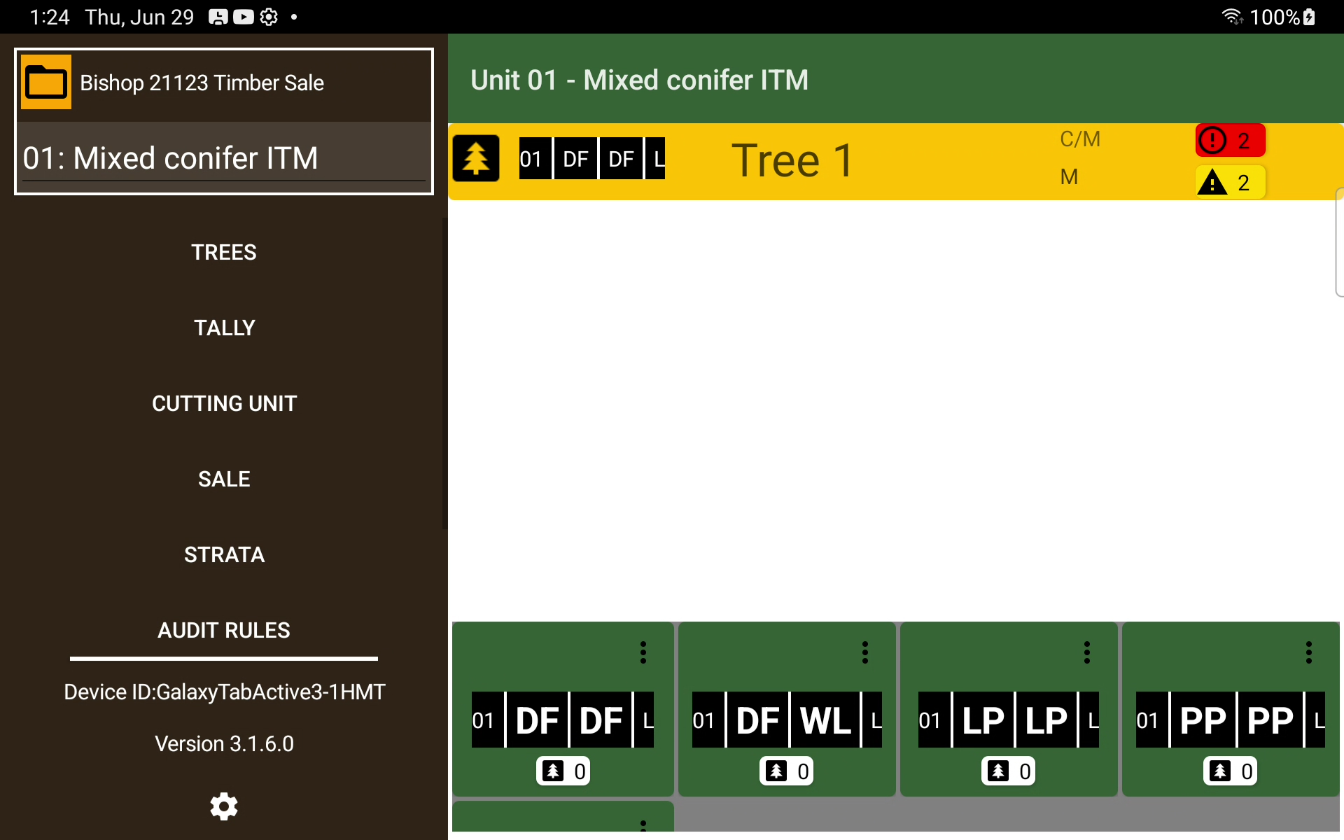 1:24 Thu, Jun 29
100%
Bishop 21123 Timber Sale
01: Mixed conifer ITM
TREES
TALLY
CUTTING UNIT
SALE
STRATA
AUDIT RULES
Device ID:GalaxyTabActive3-1HMT
Version 3.1.6.0
Unit 01 - Mixed conifer ITM
01 DF DF L
Tree 1
C/M
M
2
2
01 DF DF L
0
01 DF WL L
0
01 LP LP L
0
01 PP PP L
0